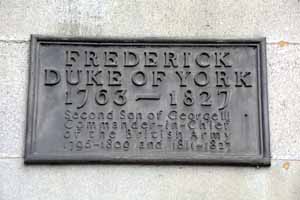 FREDERICK
DUKE OF YORK
1763 — 1827
Second Son of George III
Commander-in-Chief
of the British Army
1795-1809 and 1811-1827